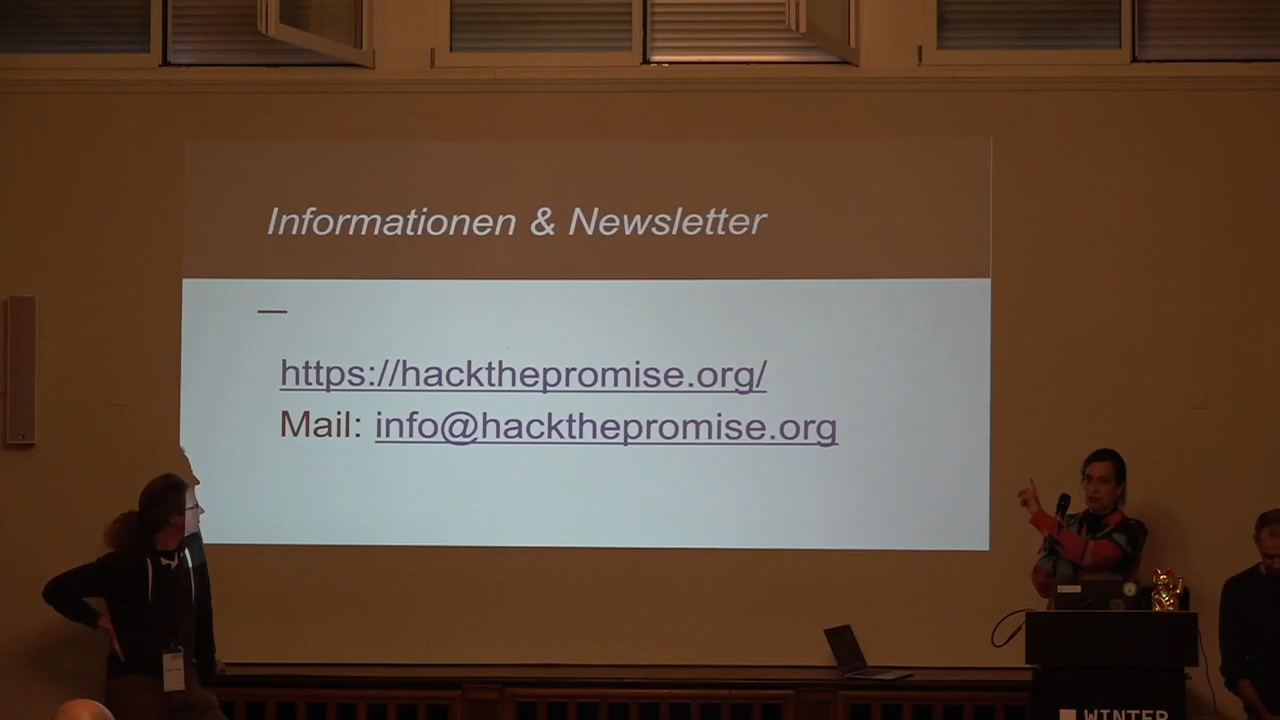 Informationen & Newsletter
https://hackthepromise.org/
Mail: info@hackthepromise.org
WINTER